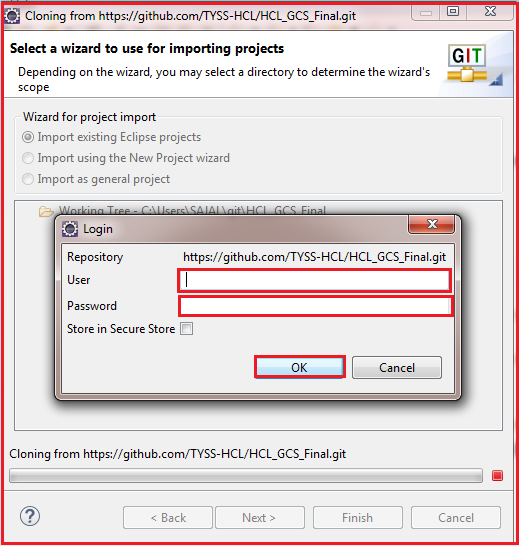 Cloning from https://github.com/TYSS-HCL/HCL_GCS_Final.git
Select a wizard to use for importing projects
Depending on the wizard, you may select a directory to determine the wizard's
scope
GIT
Wizard for project import
Import existing Eclipse projects
Import using the New Project wizard
Import as general project
Working Tree - C:\Users\SAJAL\git\HCL_GCS_Final
Login
Repository https://github.com/TYSS-HCL/HCL_GCS_Final.git
User
Password
Store in Secure Store
OK Cancel
Cloning from https://github.com/TYSS-HCL/HCL_GCS_Final.git
? < Back Next > Finish Cancel